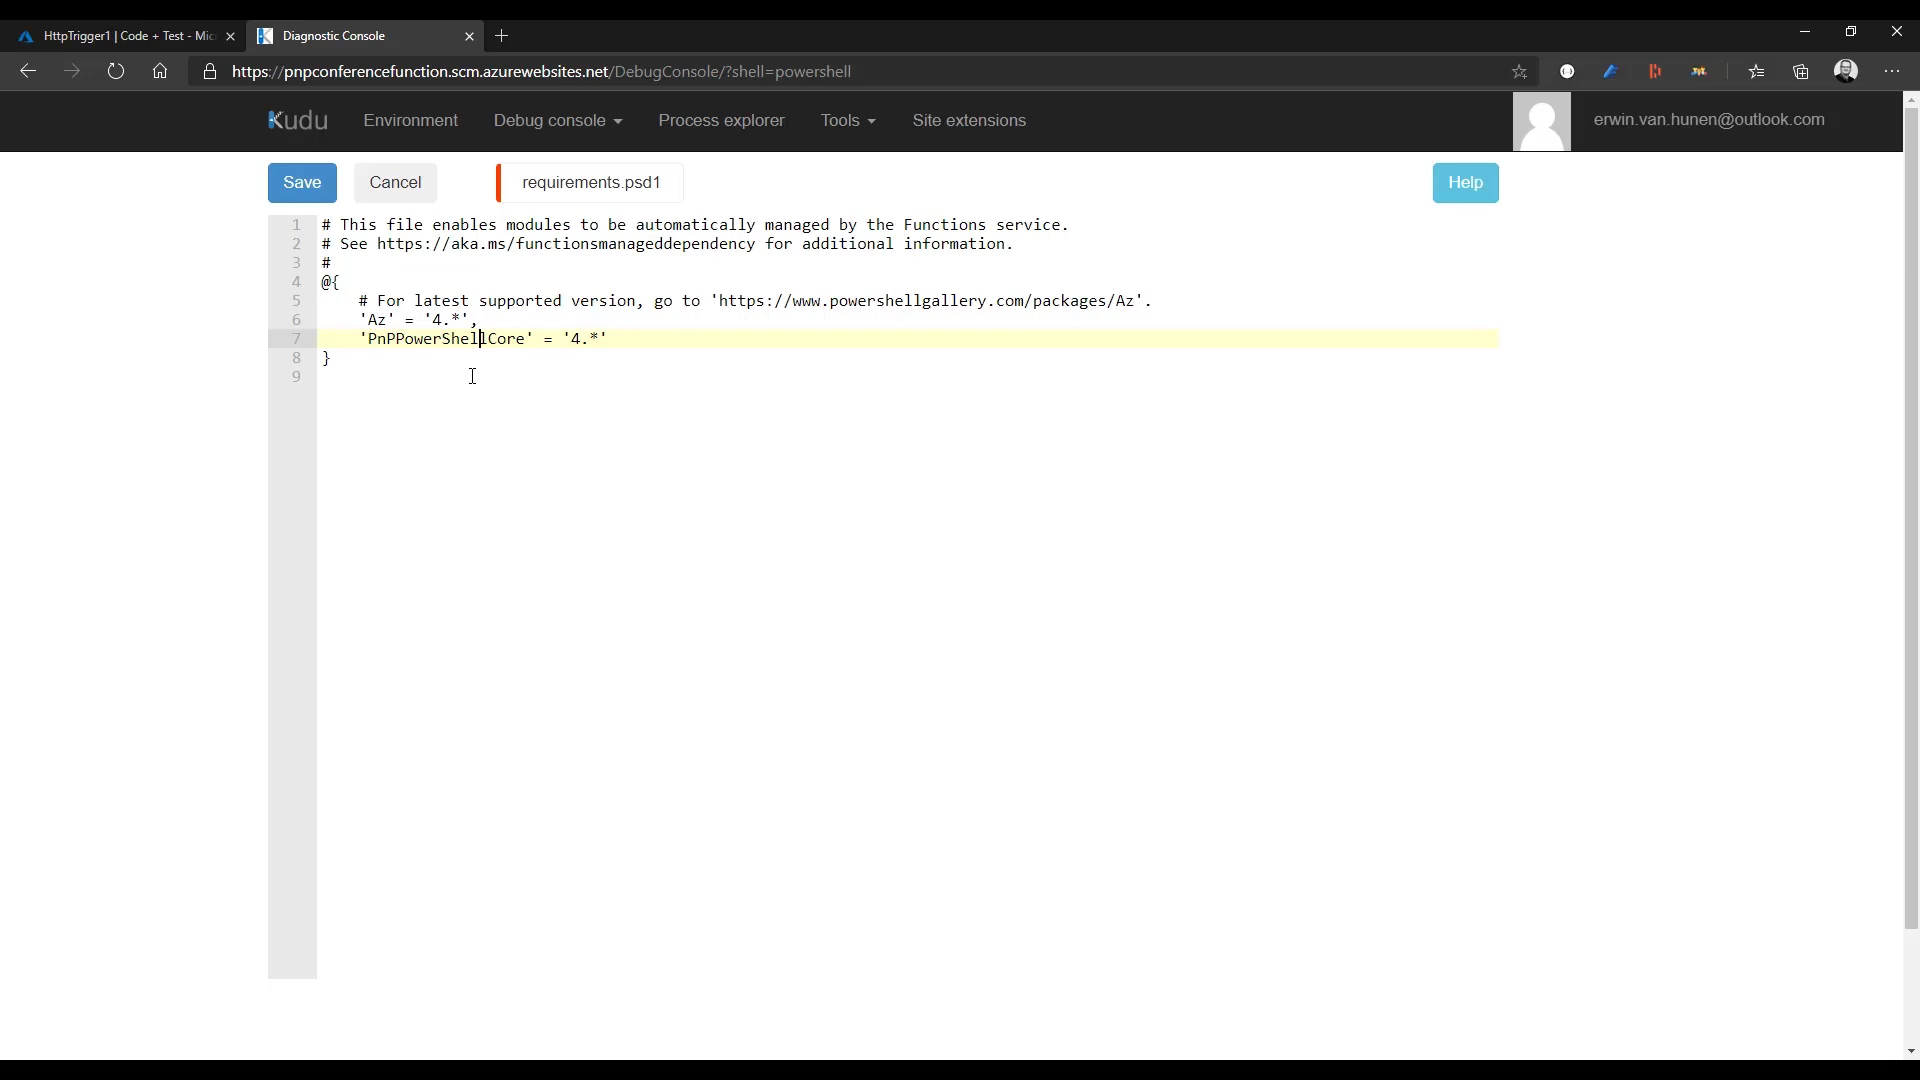 HttpTrigger1 | Code + Test - Mic
Diagnostic Console
https://pnpconferencefunction.scm.azurewebsites.net/DebugConsole/?shell=powershell
Kudu
Environment
Debug console
Process explorer
Tools
Site extensions
erwin.van.hunen@outlook.com
Save
Cancel
requirements.psd1
Help
1 # This file enables modules to be automatically managed by the Functions service.
2 # See https://aka.ms/functionsmanageddependency for additional information.
3 #
4 @{
5 # For latest supported version, go to 'https://www.powershellgallery.com/packages/Az'.
6 'Az' = '4.*',
7 'PnPPowerShellCore' = '4.*'
8 }
9